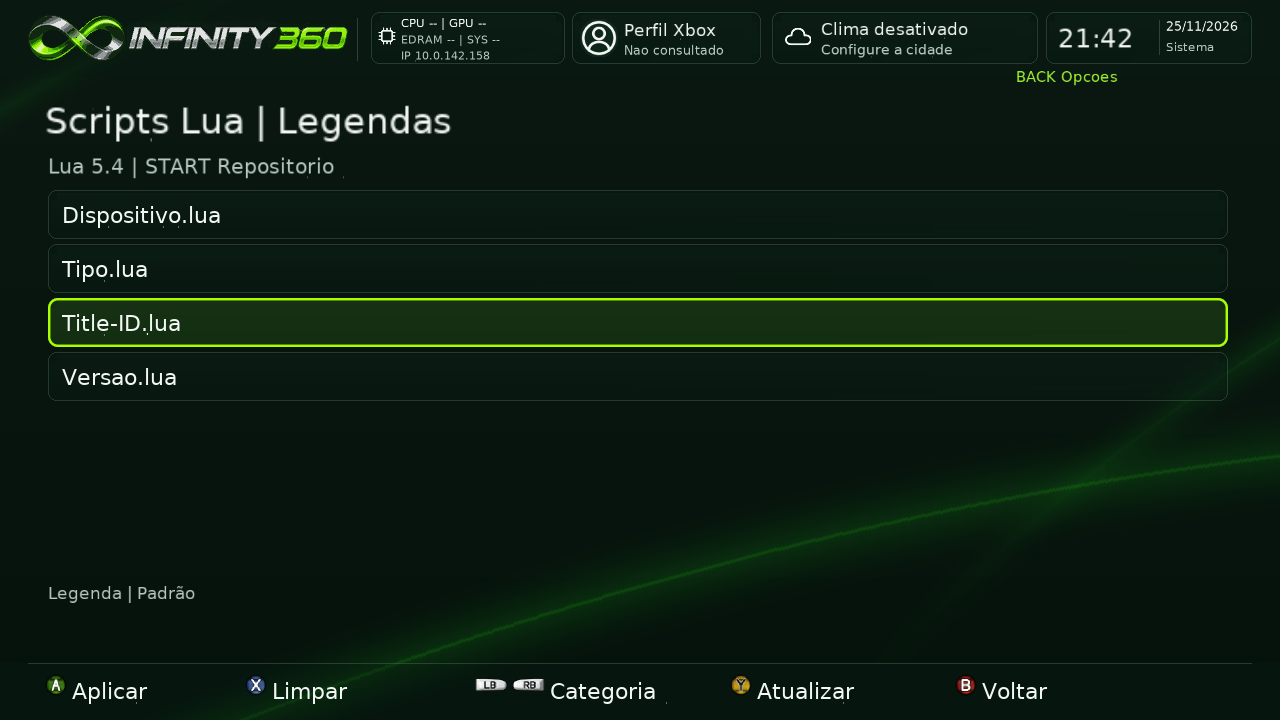 INFINITY 360
CPU -- | GPU --
EDRAM -- | SYS --
IP 10.0.142.158
Perfil Xbox
Nao consultado
Clima desativado
Configure a cidade
21:42
25/11/2026
Sistema
BACK Opcoes
Scripts Lua | Legendas
Lua 5.4 | START Repositorio
Dispositivo.lua
Tipo.lua
Title-ID.lua
Versao.lua
Legenda | Padrão
A Aplicar X Limpar LB RB Categoria Y Atualizar B Voltar